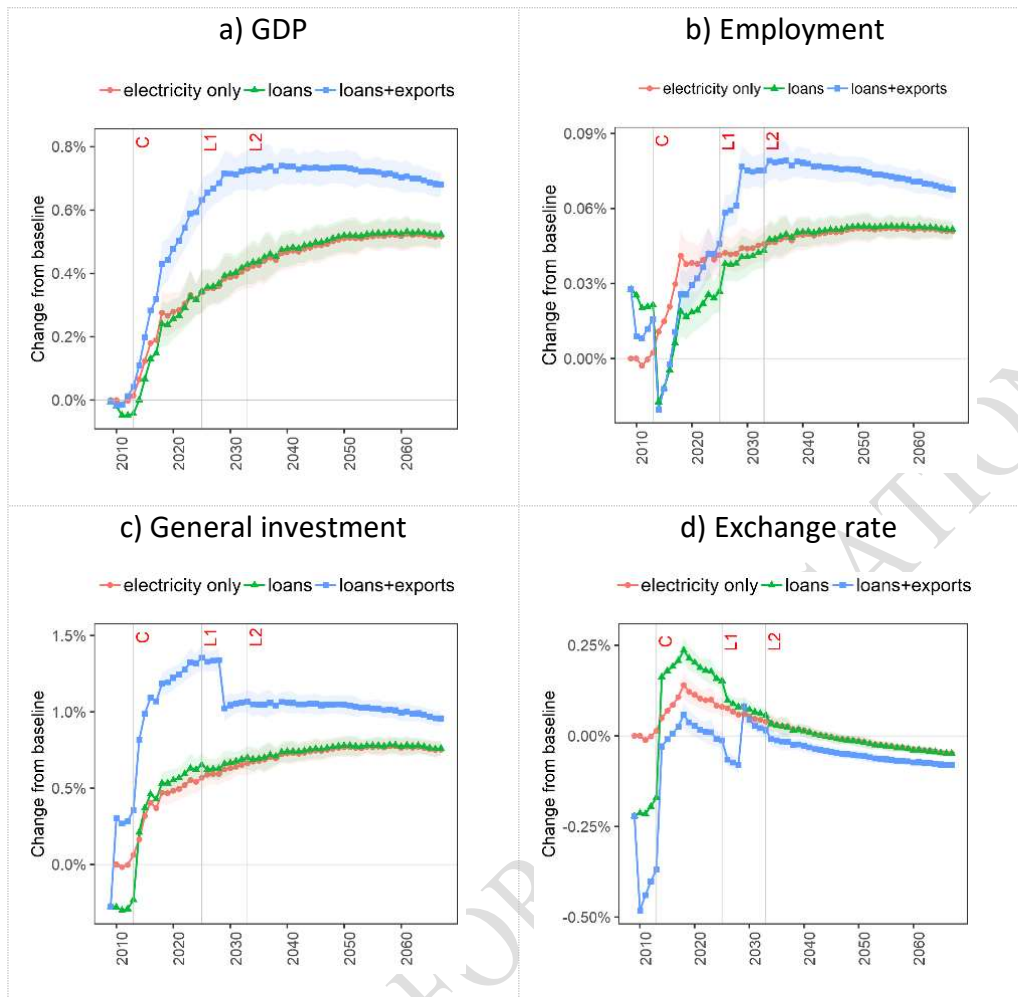 a) GDP
electricity only loans loans+exports
Change from baseline
0.8%
0.6%
0.4%
0.2%
0.0%
C
L1
L2
2010
2020
2030
2040
2050
2060
b) Employment
electricity only loans loans+exports
Change from baseline
0.09%
0.06%
0.03%
0.00%
C
L1
L2
2010
2020
2030
2040
2050
2060
c) General investment
electricity only loans loans+exports
Change from baseline
1.5%
1.0%
0.5%
0.0%
C
L1
L2
2010
2020
2030
2040
2050
2060
d) Exchange rate
electricity only loans loans+exports
Change from baseline
0.25%
0.00%
-0.25%
-0.50%
C
L1
L2
2010
2020
2030
2040
2050
2060